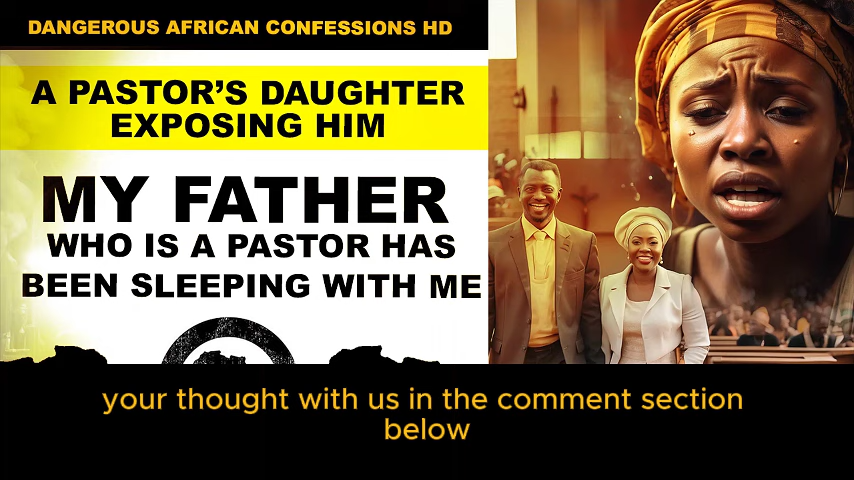 DANGEROUS AFRICAN CONFESSIONS HD
A PASTOR'S DAUGHTER
EXPOSING HIM
MY FATHER
WHO IS A PASTOR HAS
BEEN SLEEPING WITH ME
your thought with us in the comment section
below